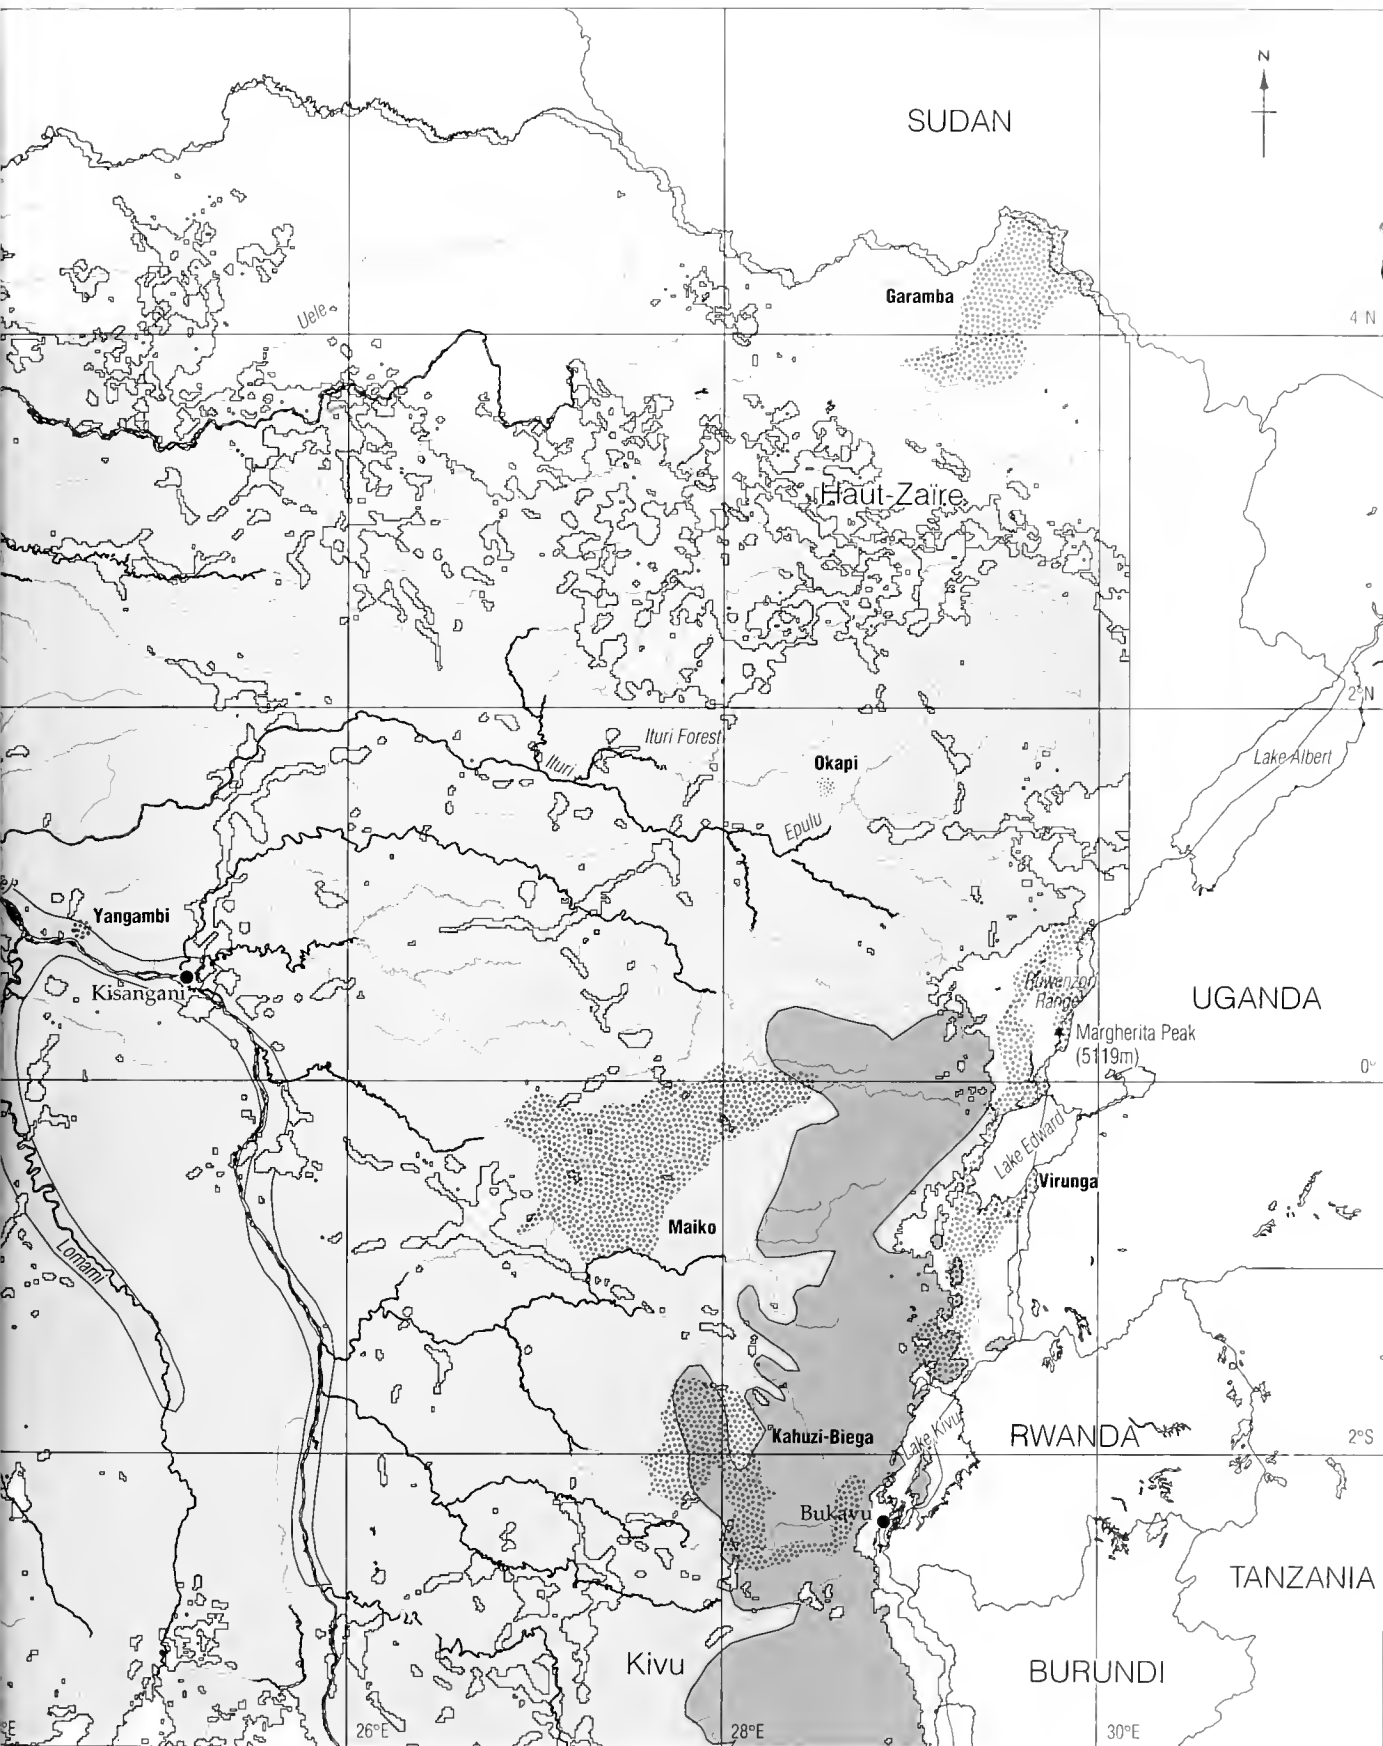 N
SUDAN
Garamba
Uele
4 N
Haut-Zaïre
2°N
Ituri Forest
Lake Albert
Ituri
Okapi
Epulu
Yangambi
Kisangani
Ruwenzori
Range
UGANDA
Margherita Peak
(5119m)
0°
Lake Edward
Virunga
Maiko
Lomami
Kahuzi-Biega
Lake Kivu
RWANDA
2°S
Bukavu
TANZANIA
Kivu
BURUNDI
°E
26°E
28°E
30°E